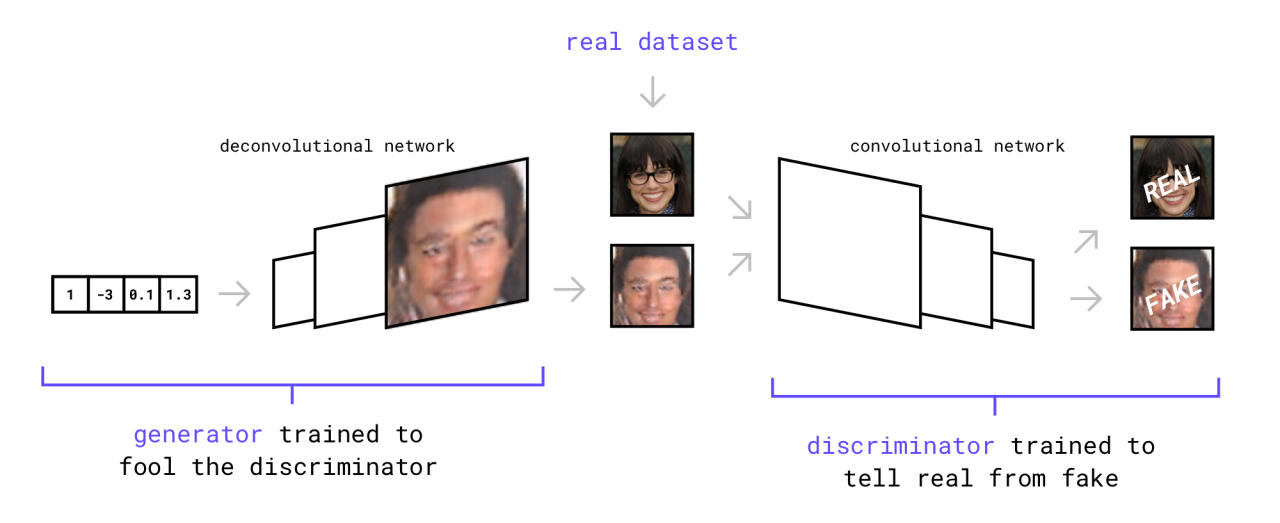 real dataset
deconvolutional network
convolutional network
REAL
1 -3 0.1 1.3
FAKE
generator trained to
fool the discriminator
discriminator trained to
tell real from fake